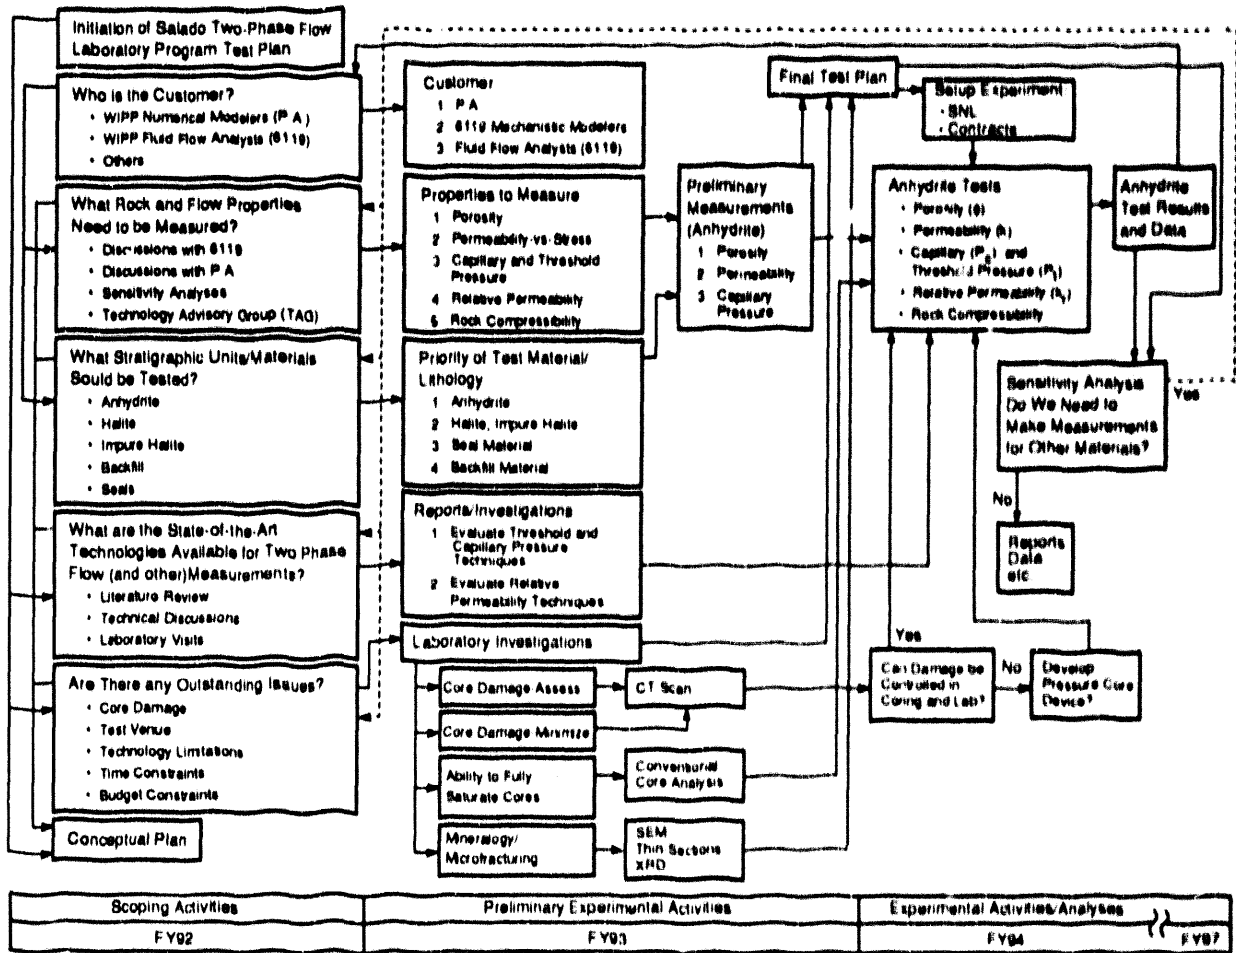 Initiation of Salado Two-Phase Flow
Laboratory Program Test Plan
Who is the Customer?
• WIPP Numerical Modelers (P A)
• WIPP Fluid Flow Analysts (6119)
• Others
What Rock and Flow Properties
Need to be Measured?
• Discussions with 6119
• Discussions with P A
• Sensitivity Analyses
• Technology Advisory Group (TAG)
What Stratigraphic Units/Materials
Sould be Tested?
• Anhydrite
• Halite
• Impure Halite
• Backfill
• Seals
What are the State-of-the-Art
Technologies Available for Two Phase
Flow (and other) Measurements?
• Literature Review
• Technical Discussions
• Laboratory Visits
Are There any Outstanding Issues?
• Core Damage
• Test Venue
• Technology Limitations
• Time Constraints
• Budget Constraints
Conceptual Plan
Customer
1 P A
2 6119 Mechanistic Modelers
3 Fluid Flow Analysts (6119)
Properties to Measure
1 Porosity
2 Permeability-vs-Stress
3 Capillary and Threshold
Pressure
4 Relative Permeability
5 Rock Compressibility
Priority of Test Material/
Lithology
1 Anhydrite
2 Halite, Impure Halite
3 Seal Material
4 Backfill Material
Reports/Investigations
1 Evaluate Threshold and
Capillary Pressure
Techniques
2 Evaluate Relative
Permeability Techniques
Laboratory Investigations
Core Damage-Assess
Core Damage-Minimize
Ability to Fully
Saturate Cores
Mineralogy/
Microfracturing
CT Scan
Conventional
Core Analysis
SEM
Thin Sections
XRD
Preliminary
Measurements
(Anhydrite)
1 Porosity
2 Permeability
3 Capillary
Pressure
Final Test Plan
Setup Experiment
• SNL
• Contracts
Anhydrite Tests
• Porosity (ϕ)
• Permeability (k)
• Capillary (Pc) and
Threshold Pressure (Pt)
• Relative Permeability (kr)
• Rock Compressibility
Anhydrite
Test Results
and Data
Sensitivity Analysis
Do We Need to
Make Measurements
for Other Materials?
Yes
No
Reports
Data
etc
Yes
Can Damage be
Controlled in
Coring and Lab?
No
Develop
Pressure Core
Device?
Scoping Activities
Preliminary Experimental Activities
Experimental Activities/Analyses
FY92
FY93
FY94
FY97